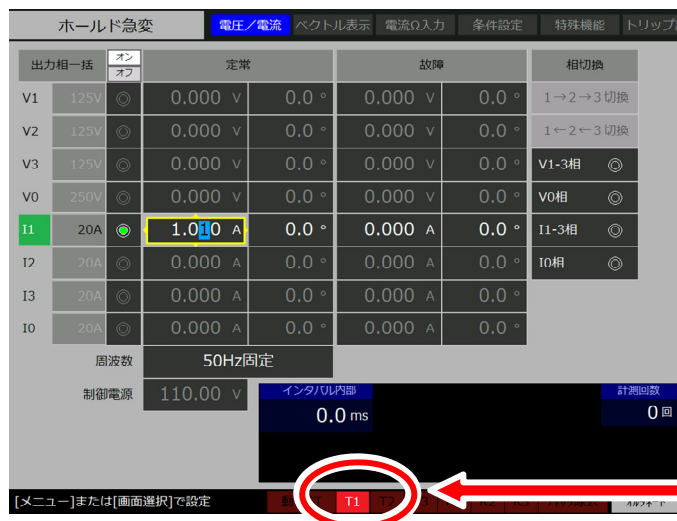 ホールド急変 電圧／電流 ベクトル表示 電流Ω入力 条件設定 特殊機能 トリップ
出力相一括 オン オフ 定常 故障 相切換
V1 125V ◎ 0.000 V 0.0 ° 0.000 V 0.0 ° 1→2→3切換
V2 125V ◎ 0.000 V 0.0 ° 0.000 V 0.0 ° 1←2←3切換
V3 125V ◎ 0.000 V 0.0 ° 0.000 V 0.0 ° V1-3相 ◎
V0 250V ◎ 0.000 V 0.0 ° 0.000 V 0.0 ° V0相 ◎
I1 20A ◎ 1.010 A 0.0 ° 0.000 A 0.0 ° I1-3相 ◎
I2 20A ◎ 0.000 A 0.0 ° 0.000 A 0.0 ° I0相 ◎
I3 20A ◎ 0.000 A 0.0 ° 0.000 A 0.0 °
I0 20A ◎ 0.000 A 0.0 ° 0.000 A 0.0 °
周波数 50Hz固定
制御電源 110.00 V インタバル内部 計測回数
0.0 ms 0 回
[メニュー]または[画面選択]で設定 T1 T2